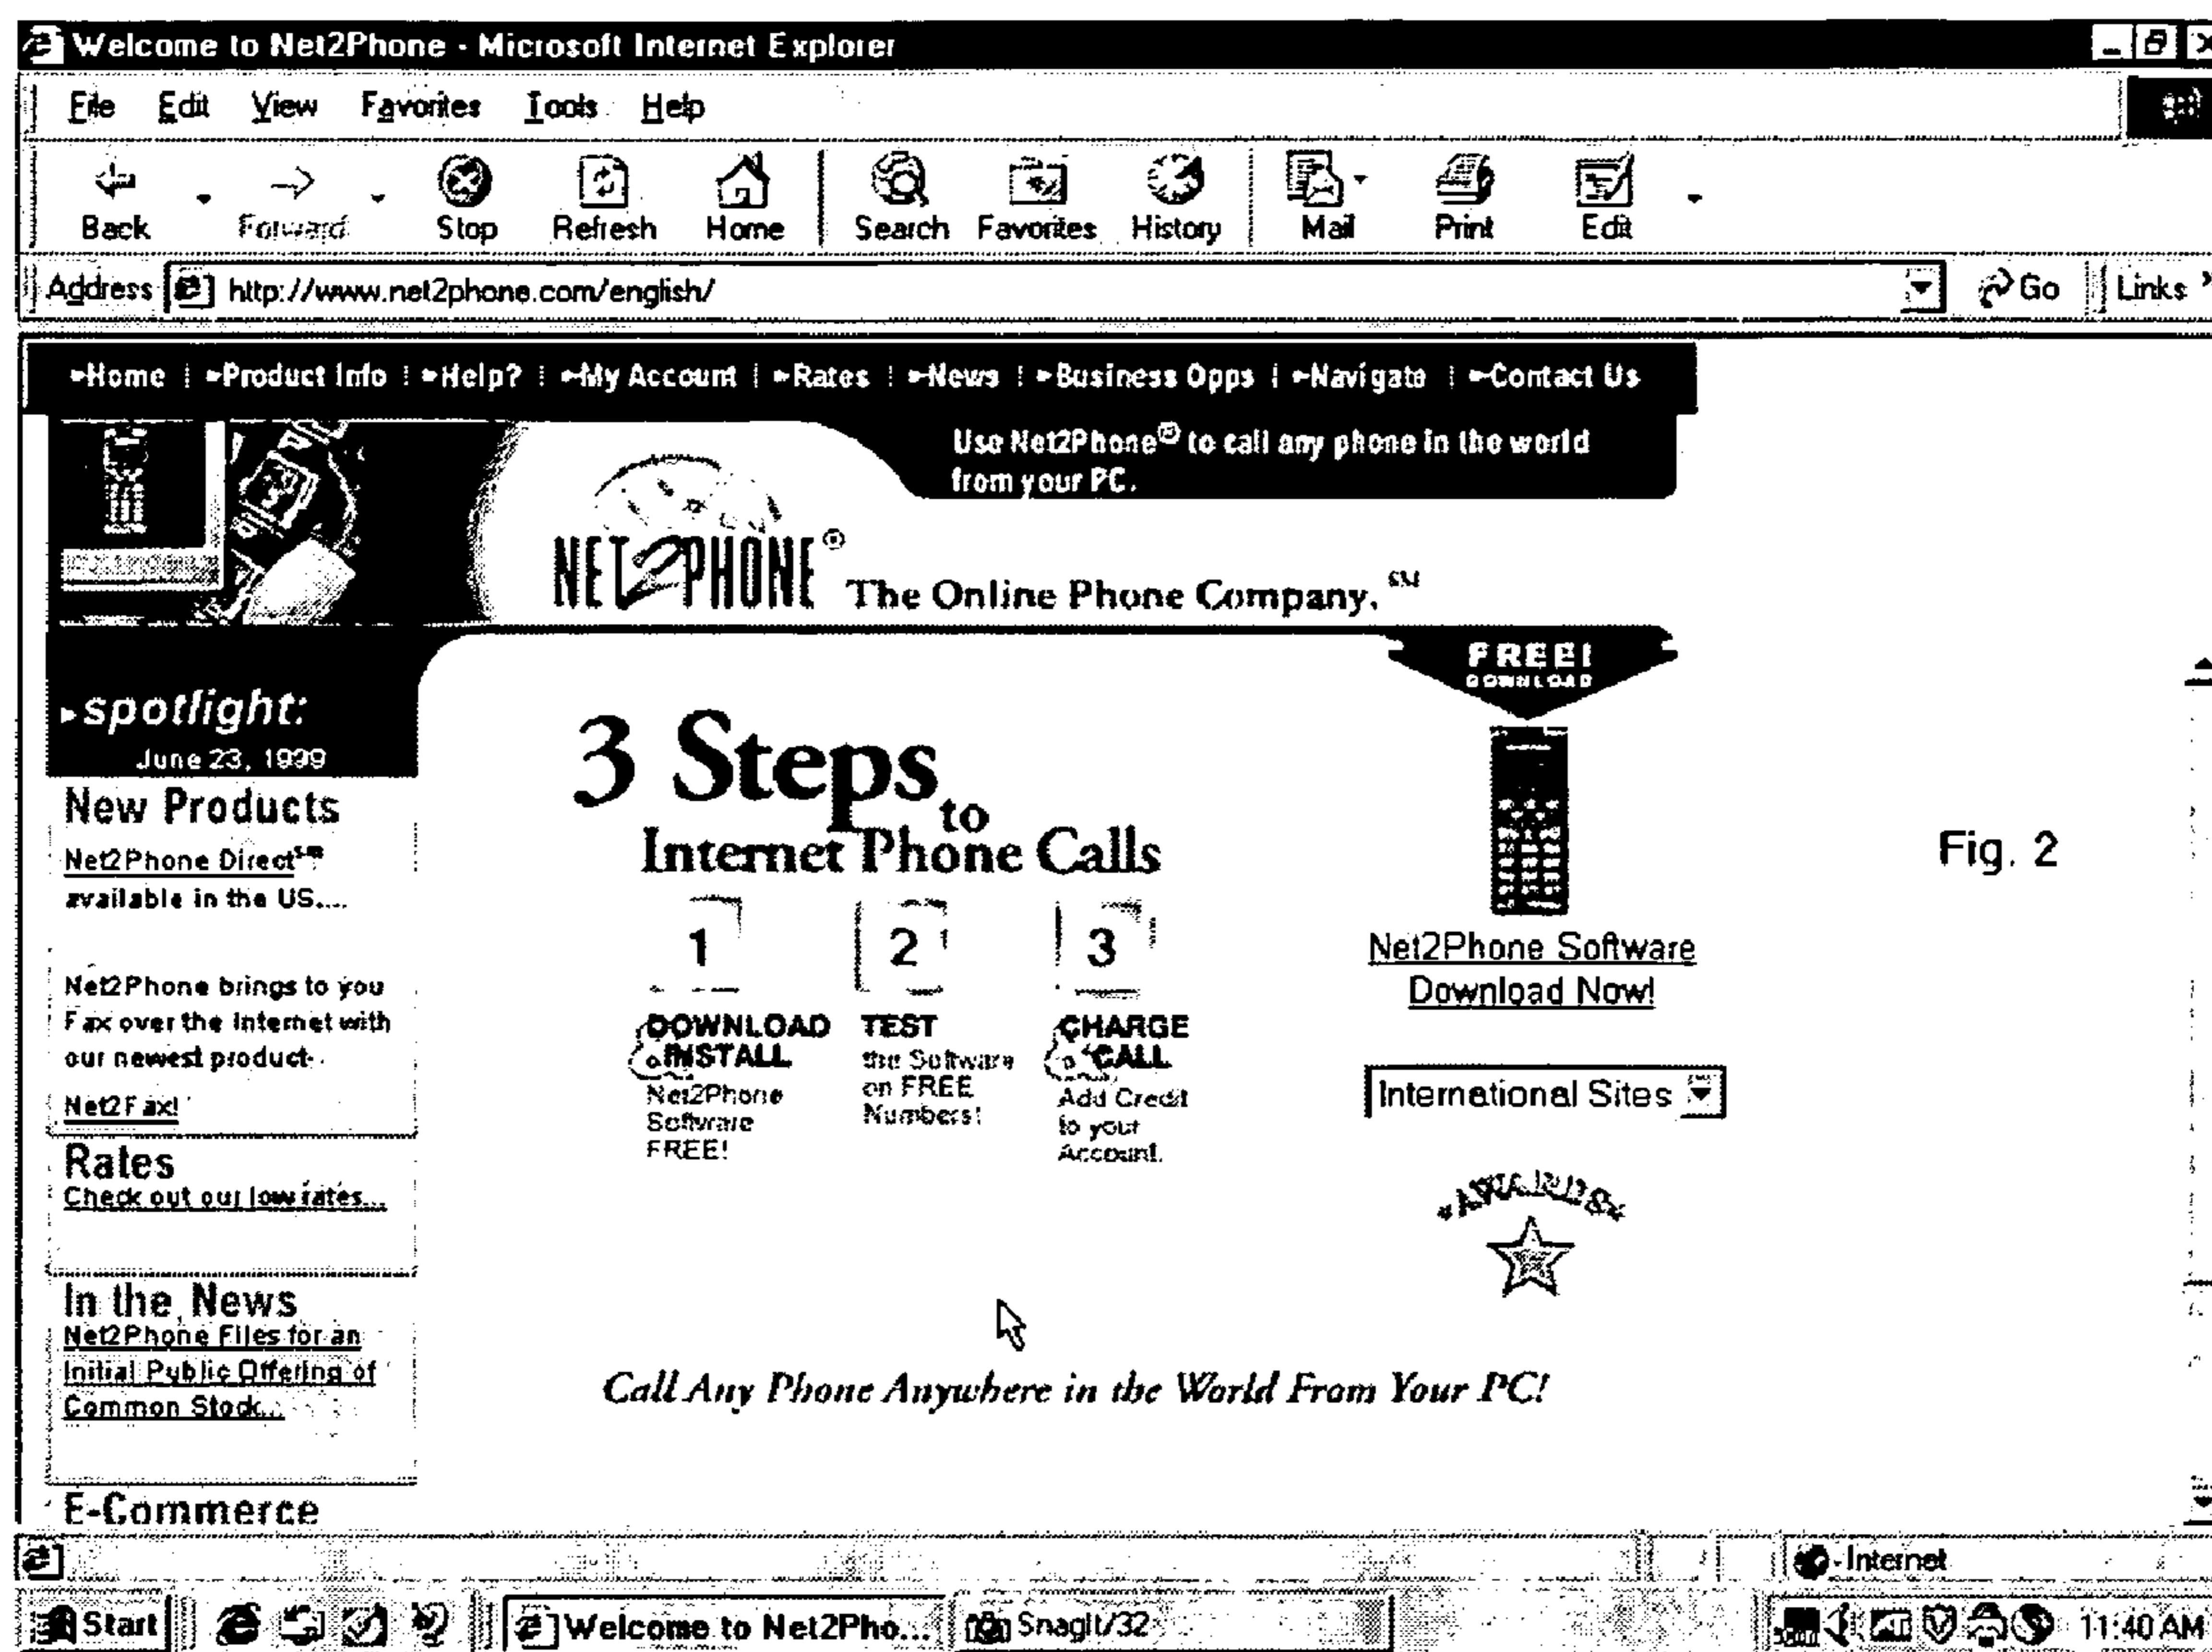 Welcome to Net2Phone - Microsoft Internet Explorer
File Edit View Favorites Tools Help
Back Forward Stop Refresh Home Search Favorites History Mail Print Edit
Address http://www.net2phone.com/english/ Go Links »
Home | Product Info | Help? | My Account | Rates | News | Business Opps | Navigate | Contact Us
Use Net2Phone® to call any phone in the world
from your PC.
NET2PHONE® The Online Phone Company. SM
FREE!
DOWNLOAD
spotlight:
June 23, 1999
3 Steps
to
Internet Phone Calls
New Products
Net2Phone Direct℠
available in the US....
Net2Phone brings to you
Fax over the Internet with
our newest product-
Net2Fax!
Rates
Check out our low rates...
In the News
Net2Phone Files for an
Initial Public Offering of
Common Stock...
E-Commerce
1 2 3
DOWNLOAD
INSTALL
Net2Phone
Software
FREE!
TEST
the Software
on FREE
Numbers!
CHARGE
CALL
Add Credit
to your
Account.
Net2Phone Software
Download Now!
International Sites
AWARDS
Fig. 2
Call Any Phone Anywhere in the World From Your PC!
Internet
Start Welcome to Net2Pho... SnagIt/32 11:40 AM